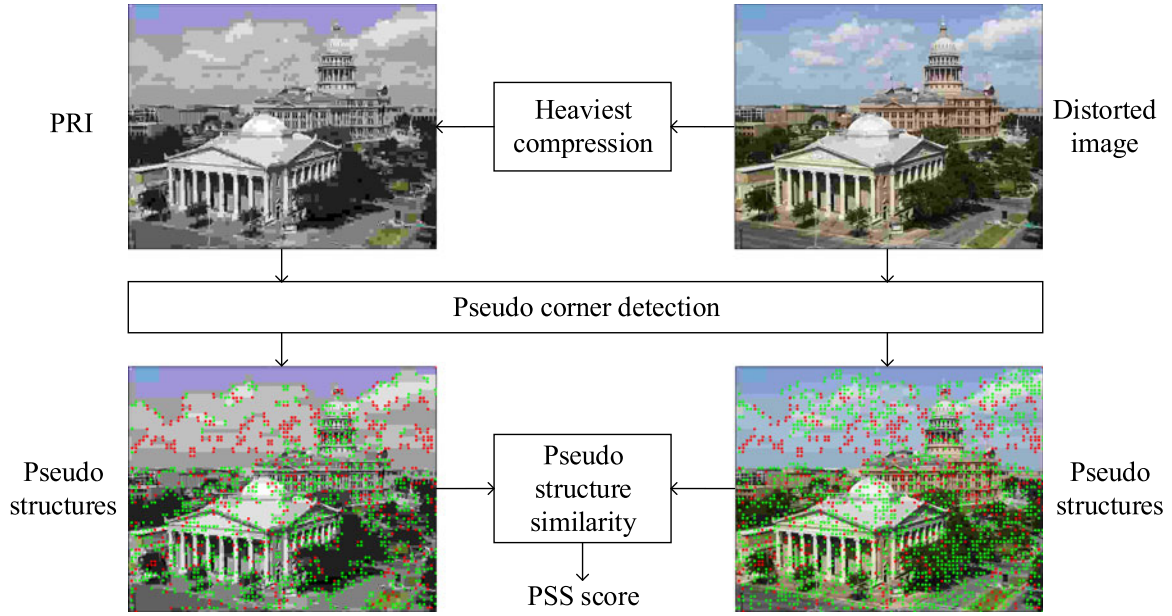 PRI
Heaviest
compression
Distorted
image
Pseudo corner detection
Pseudo
structures
Pseudo
structure
similarity
Pseudo
structures
PSS score